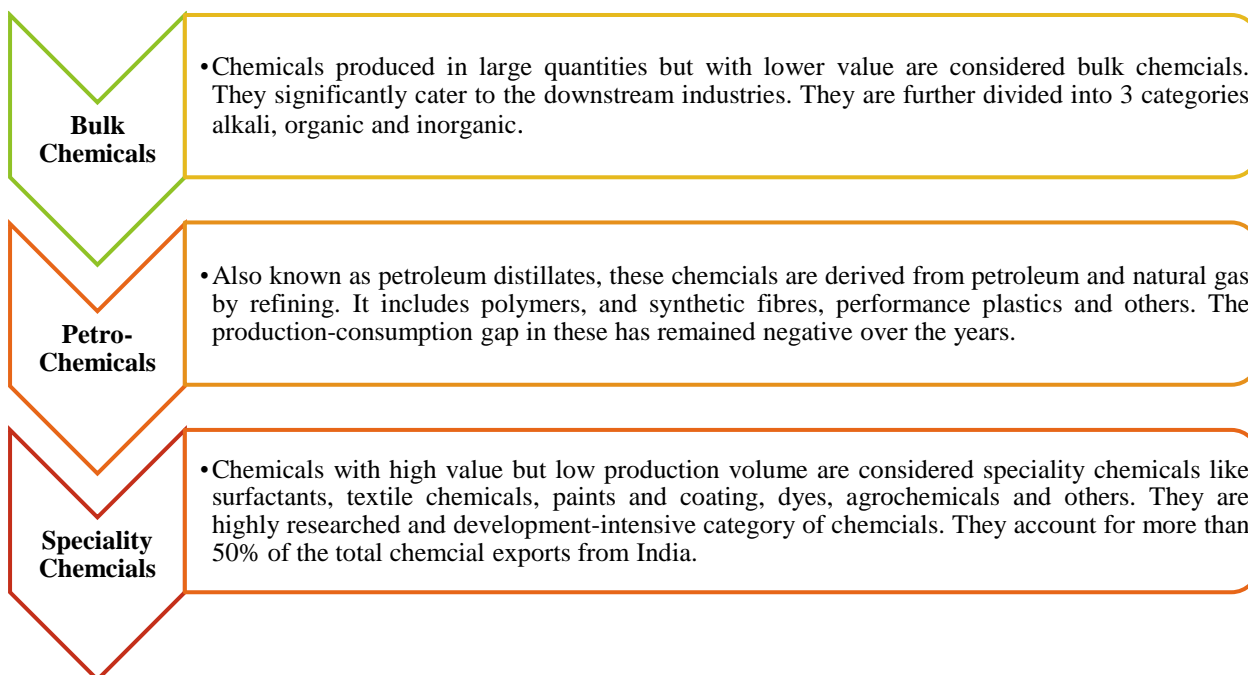 Bulk
Chemicals
•Chemicals produced in large quantities but with lower value are considered bulk chemcials.
They significantly cater to the downstream industries. They are further divided into 3 categories
alkali, organic and inorganic.
Petro-
Chemicals
•Also known as petroleum distillates, these chemcials are derived from petroleum and natural gas
by refining. It includes polymers, and synthetic fibres, performance plastics and others. The
production-consumption gap in these has remained negative over the years.
Speciality
Chemcials
•Chemicals with high value but low production volume are considered speciality chemicals like
surfactants, textile chemicals, paints and coating, dyes, agrochemicals and others. They are
highly researched and development-intensive category of chemcials. They account for more than
50% of the total chemcial exports from India.